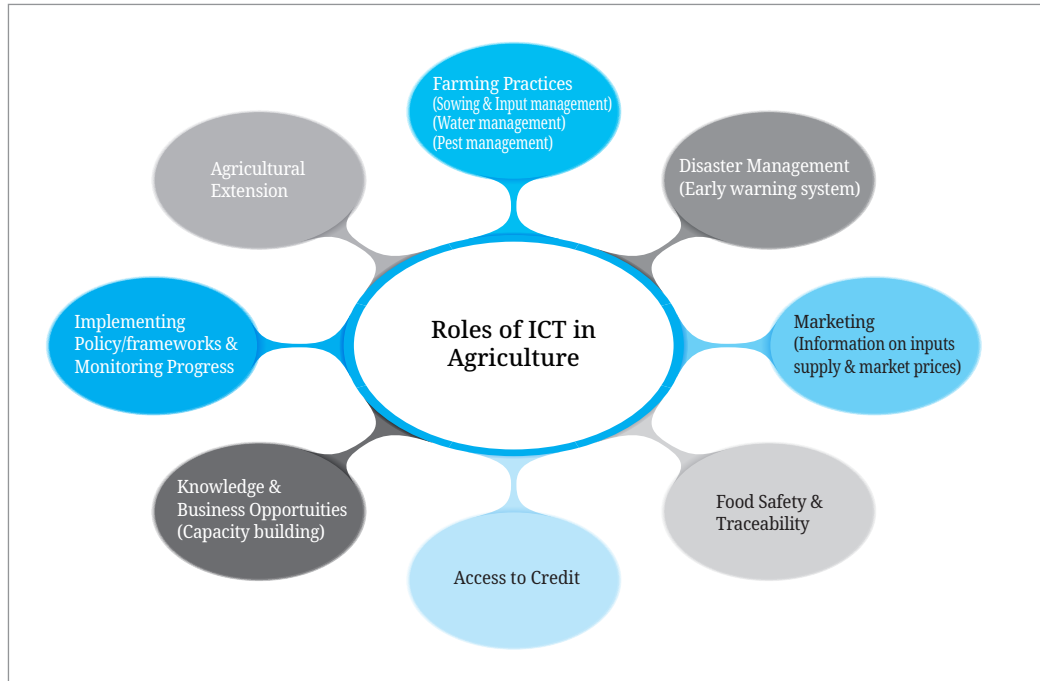 Farming Practices
(Sowing & Input management)
(Water management)
(Pest management)
Agricultural
Extension
Disaster Management
(Early warning system)
Implementing
Policy/frameworks &
Monitoring Progress
Roles of ICT in
Agriculture
Marketing
(Information on inputs
supply & market prices)
Knowledge &
Business Opportuities
(Capacity building)
Food Safety &
Traceability
Access to Credit